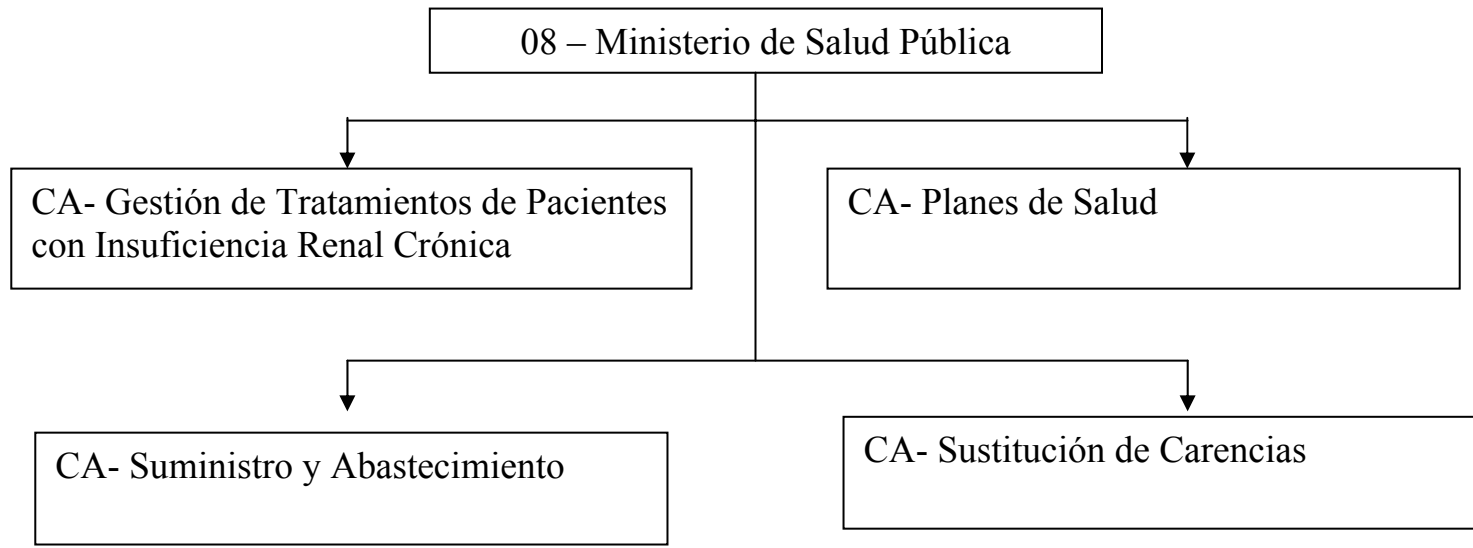 08 – Ministerio de Salud Pública
CA- Gestión de Tratamientos de Pacientes
con Insuficiencia Renal Crónica
CA- Planes de Salud
CA- Suministro y Abastecimiento
CA- Sustitución de Carencias